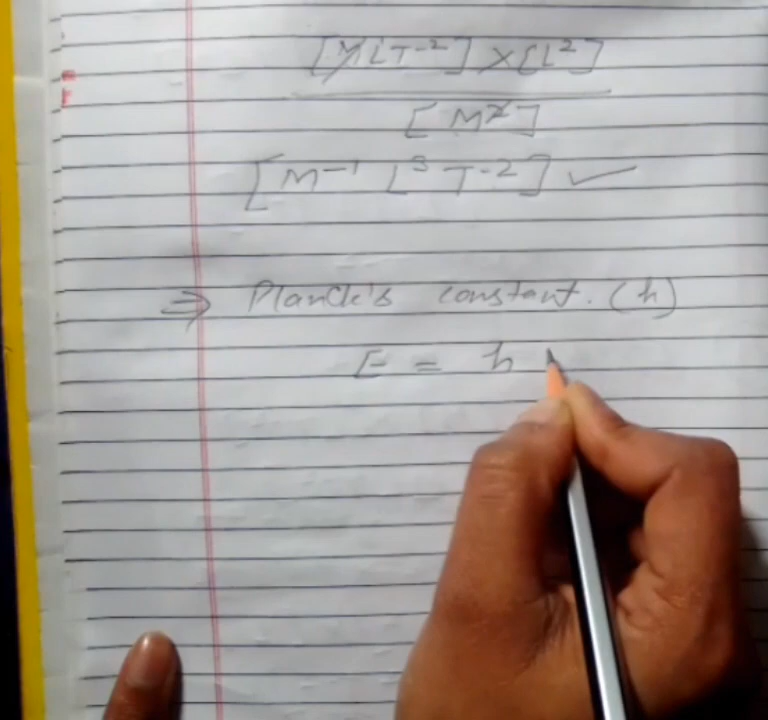 [MLT⁻²] × [L²]
[M²]
[M⁻¹ L³ T⁻²] ✓
⇒ Planck's constant. (h)
E = h